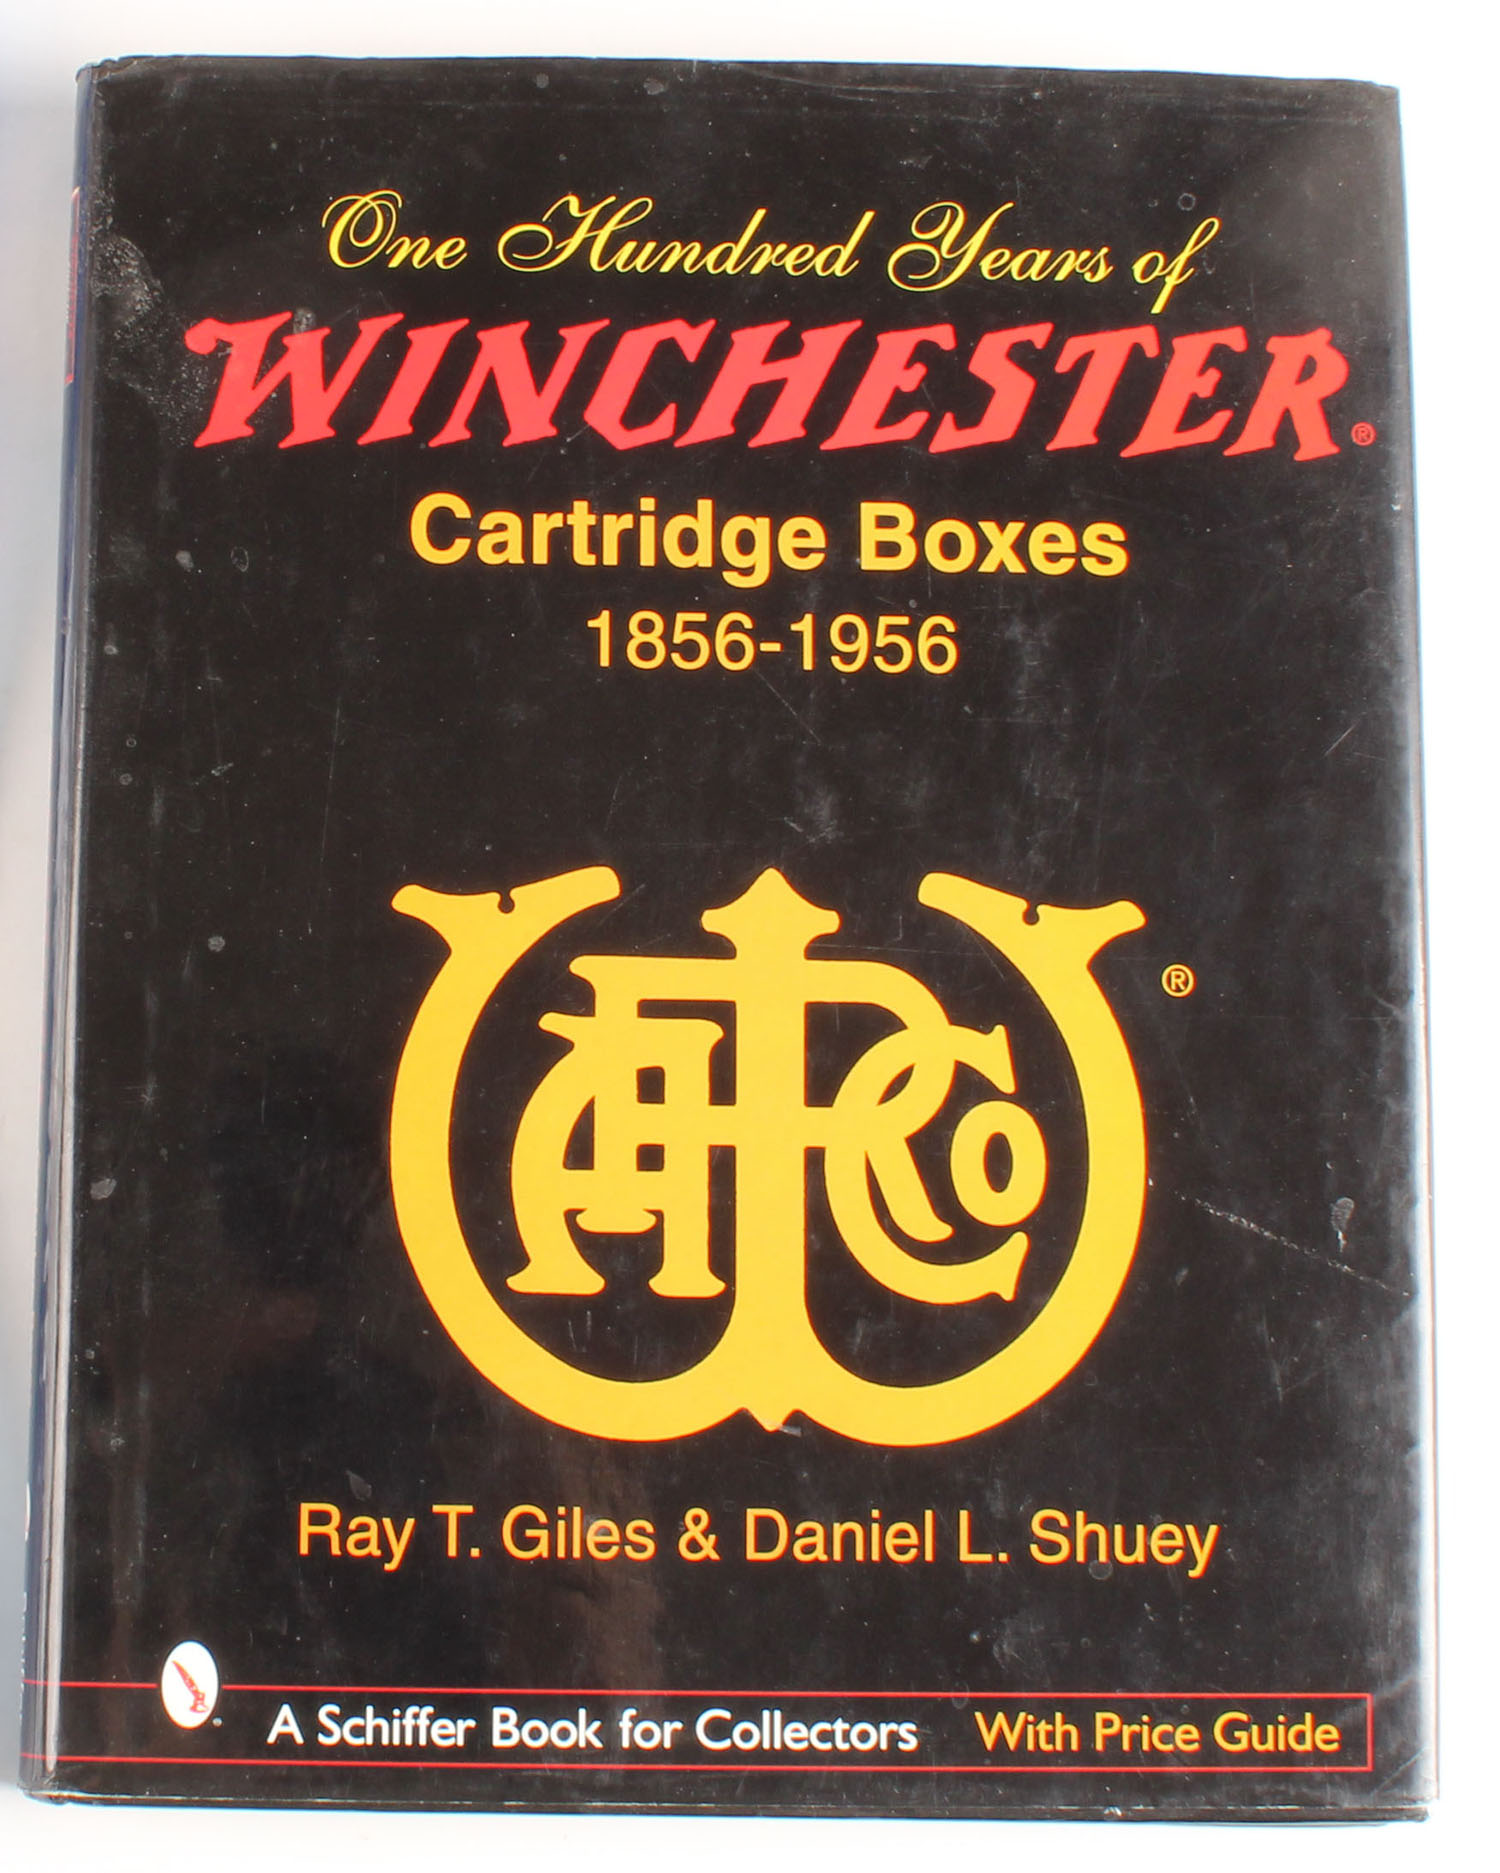 One Hundred Years of
WINCHESTER®
Cartridge Boxes
1856-1956
WRACo ®
Ray T. Giles & Daniel L. Shuey
A Schiffer Book for Collectors With Price Guide